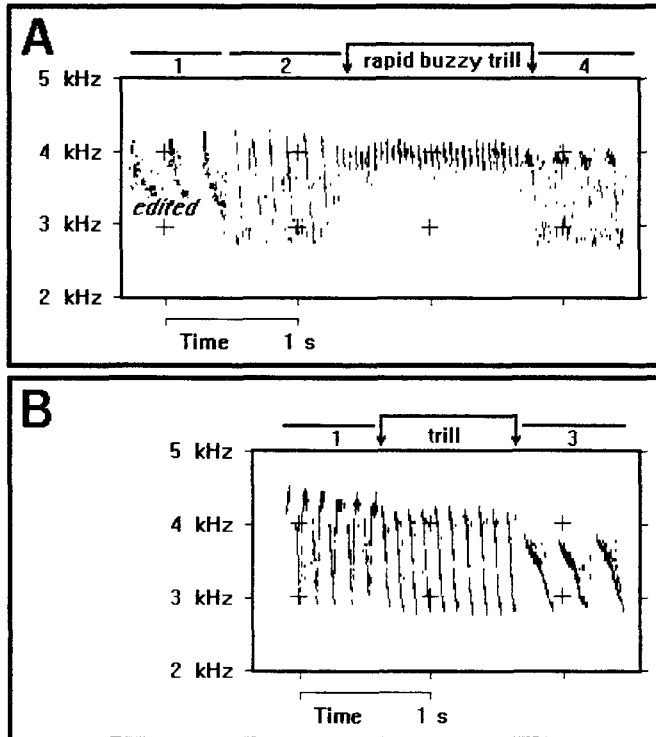 A
1 2 rapid buzzy trill 4
5 kHz
4 kHz
edited
3 kHz
2 kHz
Time 1 s
B
1 trill 3
5 kHz
4 kHz
3 kHz
2 kHz
Time 1 s